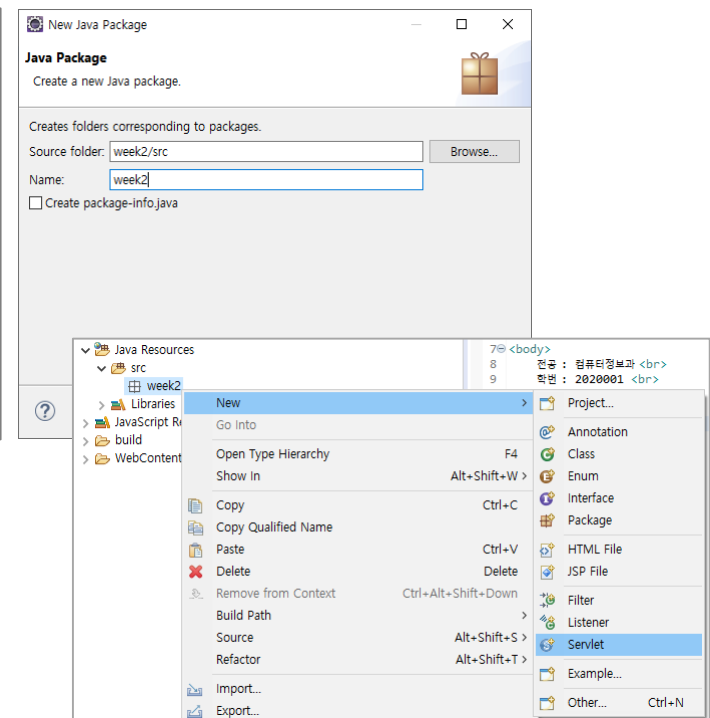 New Java Package
Java Package
Create a new Java package.
Creates folders corresponding to packages.
Source folder: week2/src Browse...
Name: week2
Create package-info.java
Java Resources
src
week2
Libraries
JavaScript Re
build
WebContent
7 <body>
8 전공 : 컴퓨터정보과 <br>
9 학번 : 2020001 <br>
New
Go Into
Open Type Hierarchy F4
Show In Alt+Shift+W >
Copy Ctrl+C
Copy Qualified Name
Paste Ctrl+V
Delete Delete
Remove from Context Ctrl+Alt+Shift+Down
Build Path >
Source Alt+Shift+S >
Refactor Alt+Shift+T >
Import...
Export...
Project...
Annotation
Class
Enum
Interface
Package
HTML File
JSP File
Filter
Listener
Servlet
Example...
Other... Ctrl+N